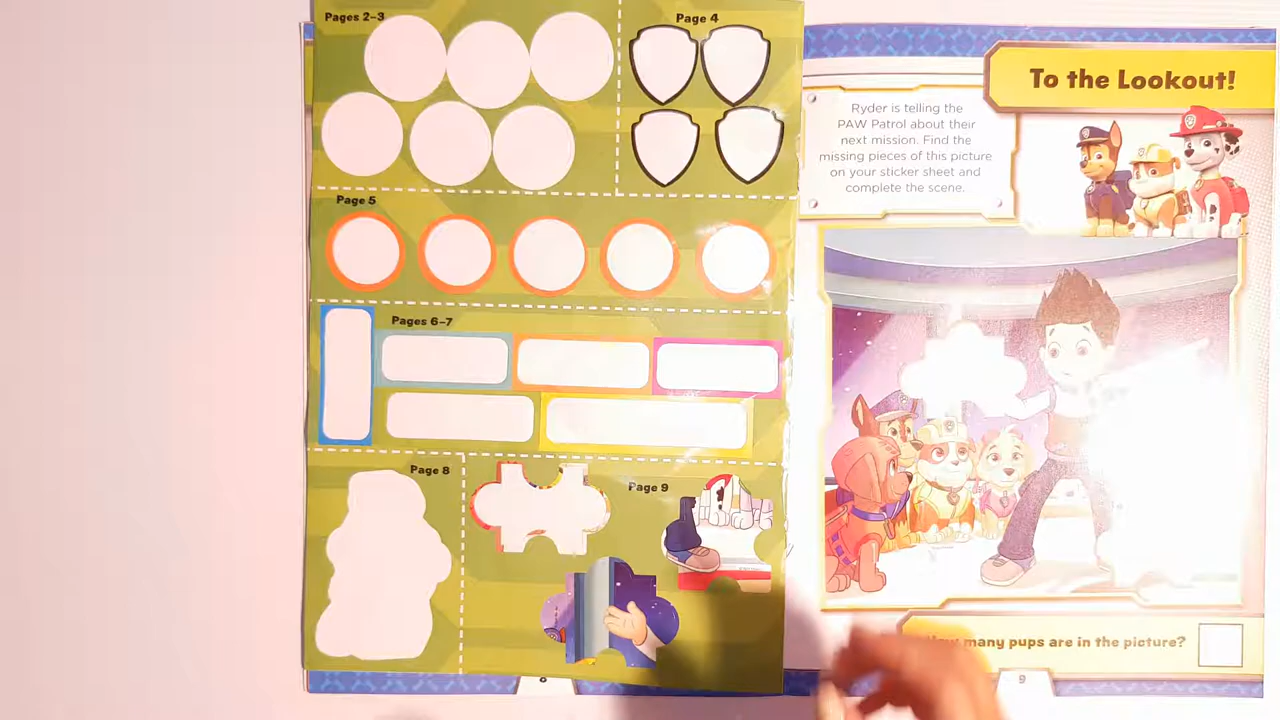 Pages 2–3
Page 4
Page 5
Pages 6–7
Page 8
Page 9
To the Lookout!
Ryder is telling the
PAW Patrol about their
next mission. Find the
missing pieces of this picture
on your sticker sheet and
complete the scene.
many pups are in the picture?
9